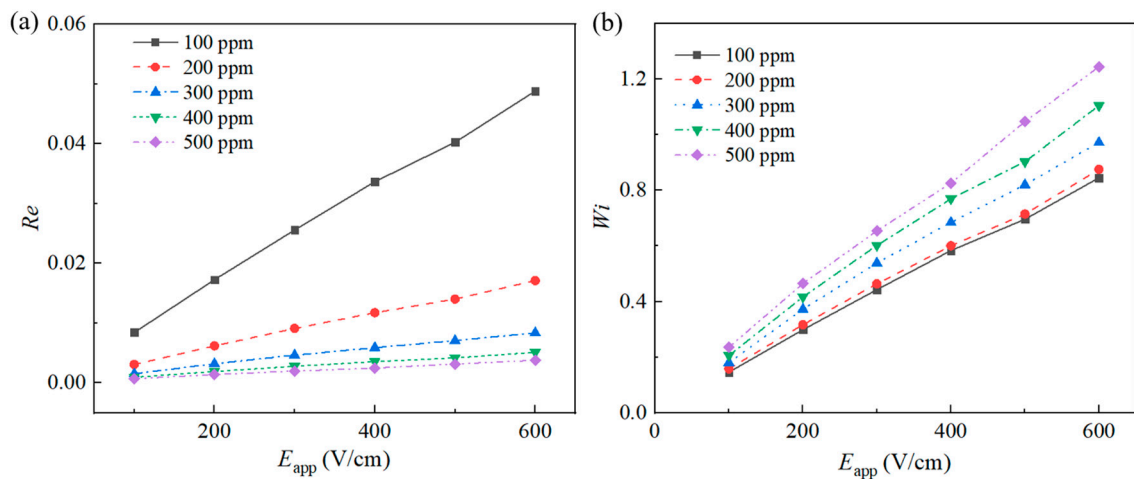 (a)
0.06
0.04
0.02
0.00
Re
100 ppm
200 ppm
300 ppm
400 ppm
500 ppm
200
400
600
Eapp (V/cm)
(b)
1.2
0.8
0.4
0.0
Wi
100 ppm
200 ppm
300 ppm
400 ppm
500 ppm
0
200
400
600
Eapp (V/cm)